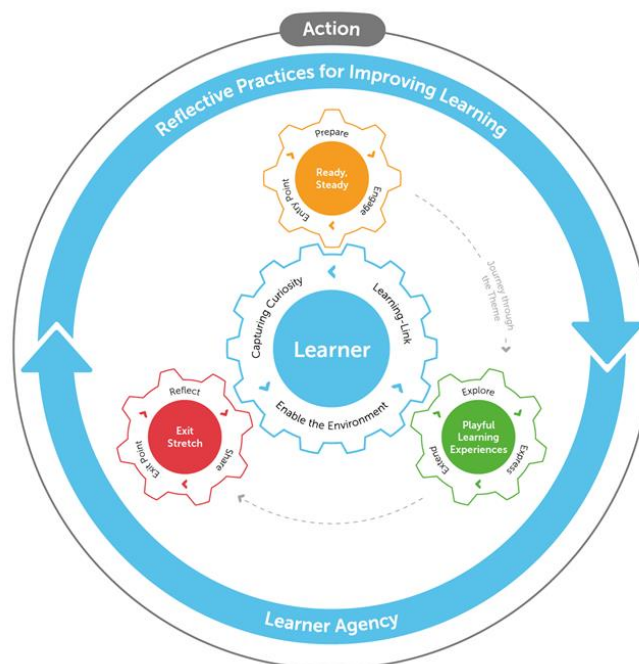 Action
Reflective Practices for Improving Learning
Prepare
Ready,
Steady
Entry Point
Engage
Journey through
the Theme
Capturing Curiosity
Learning-Link
Learner
Enable the Environment
Reflect
Exit
Stretch
Exit Point
Share
Explore
Playful
Learning
Experiences
Extend
Express
Learner Agency